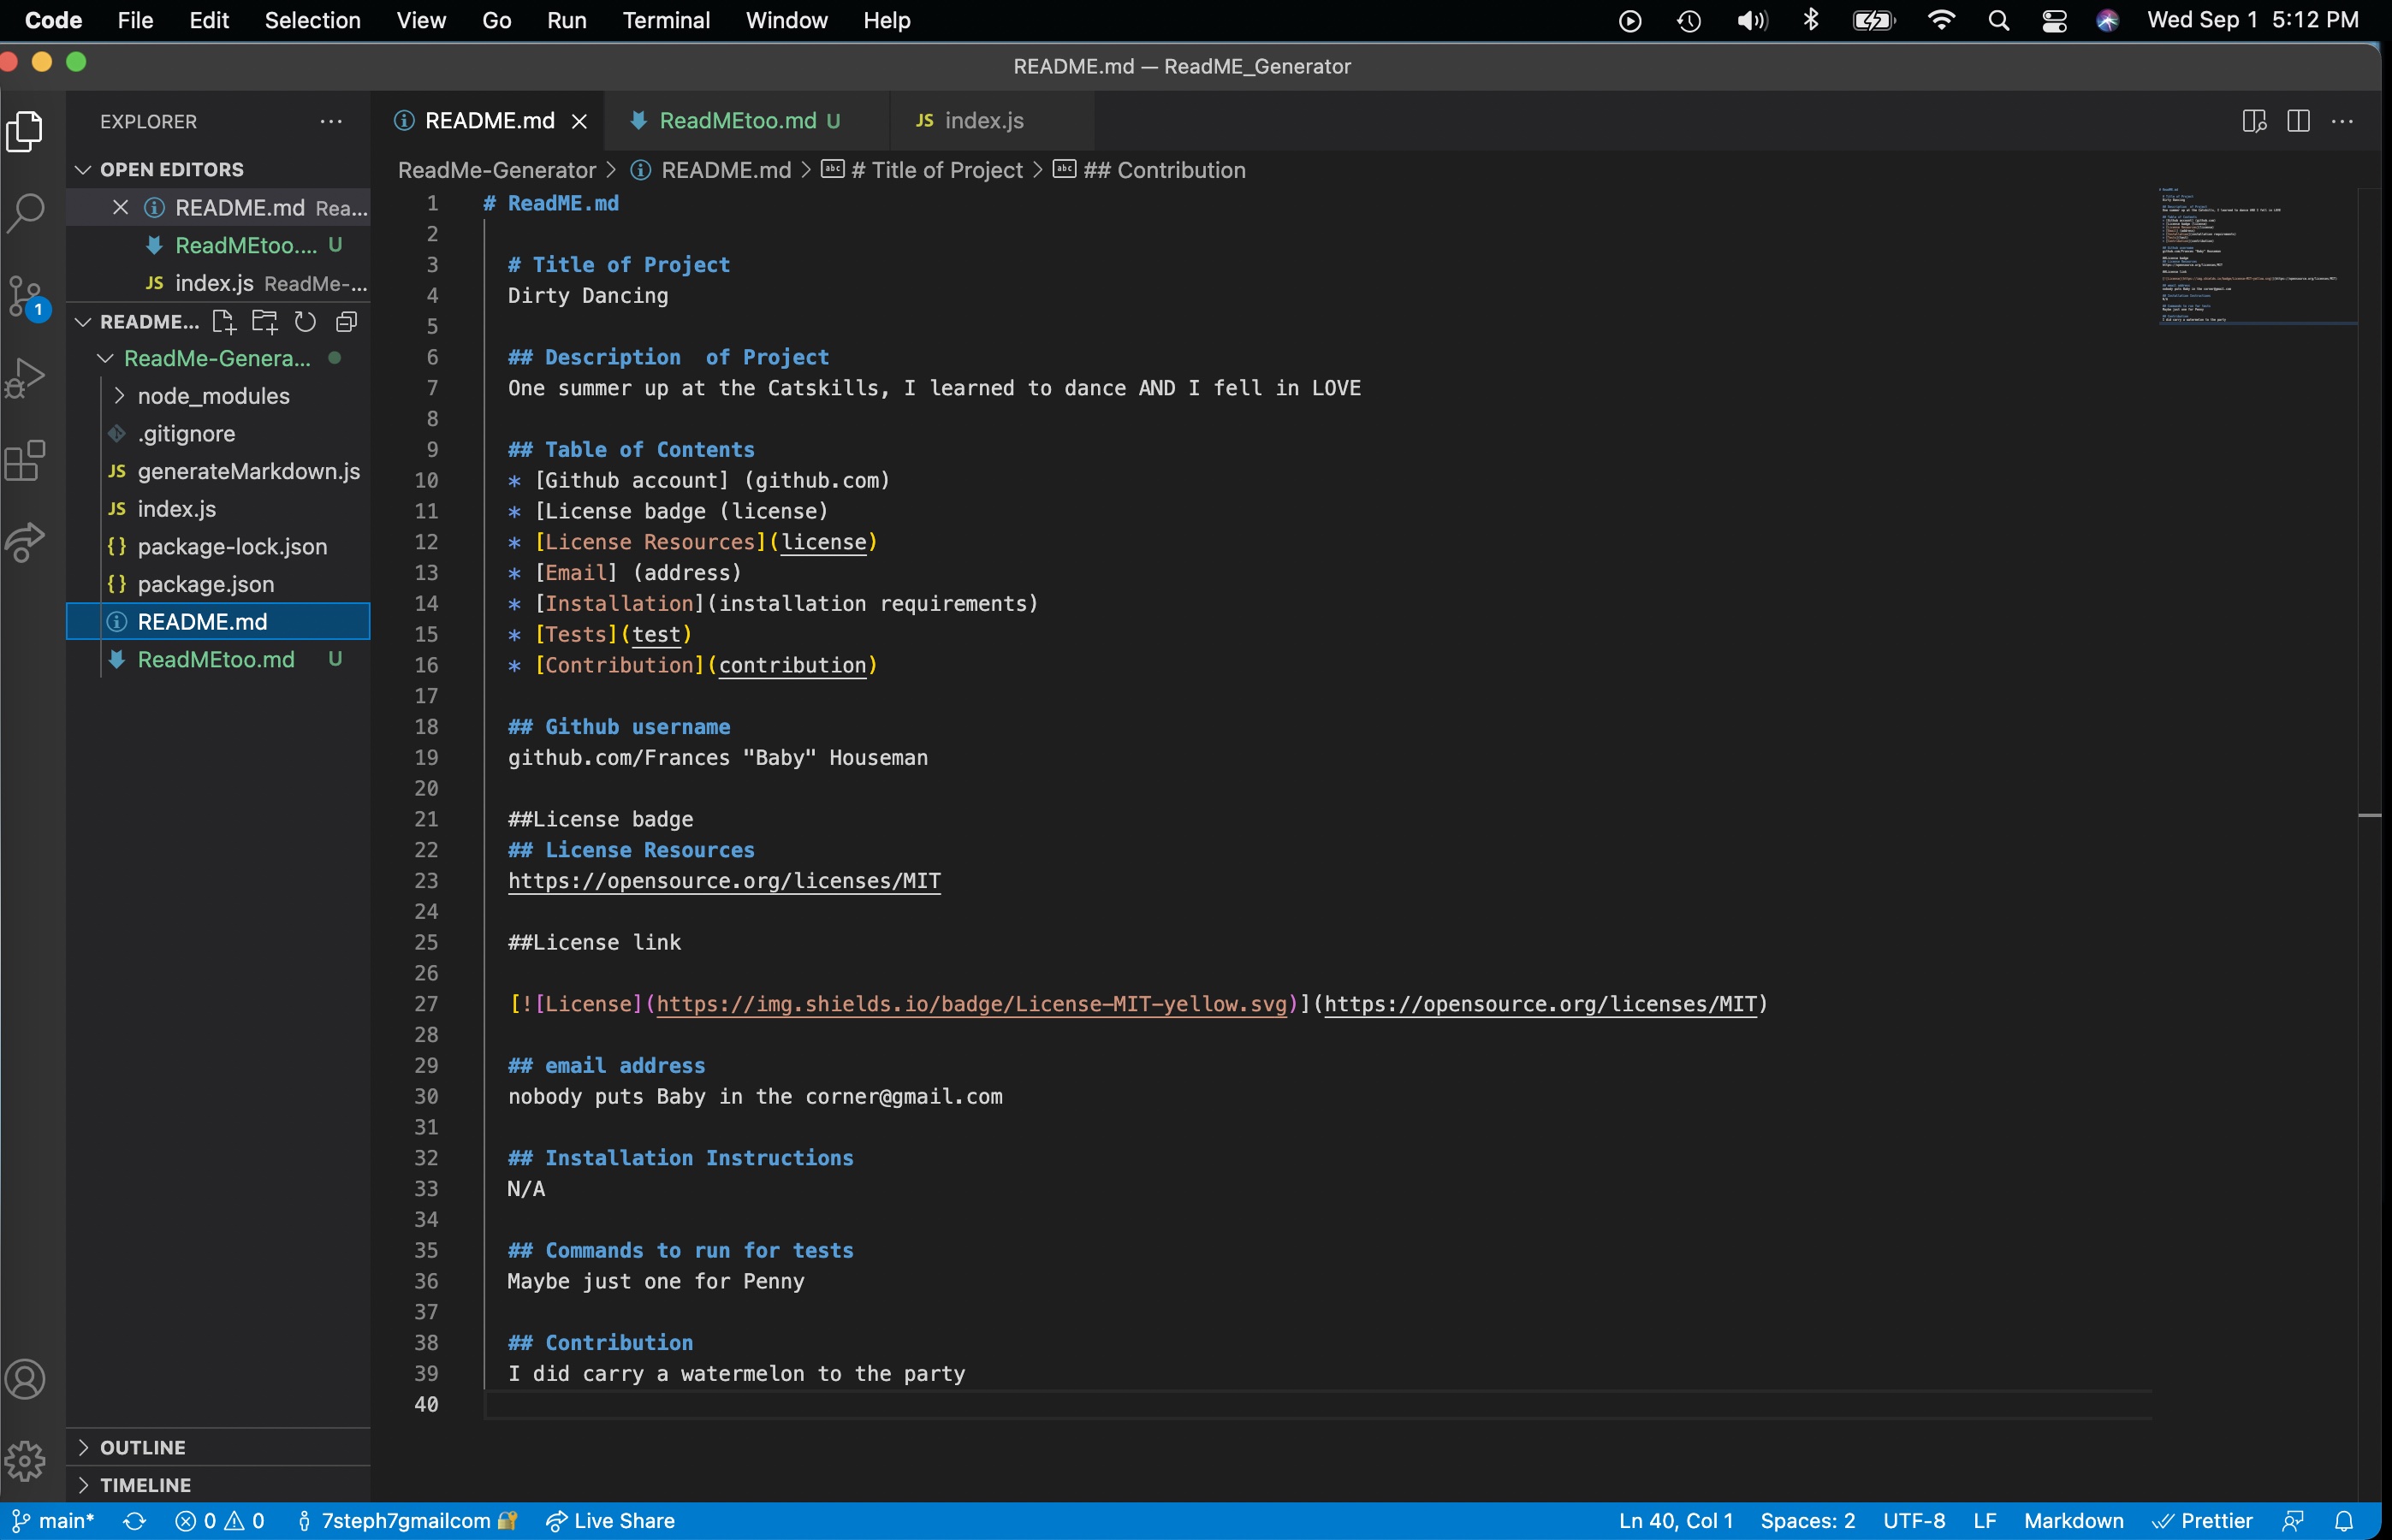 Code File Edit Selection View Go Run Terminal Window Help Wed Sep 1 5:12 PM
README.md — ReadME_Generator
EXPLORER ···
README.md
ReadMEtoo.md U
JS index.js
OPEN EDITORS
README.md Rea...
ReadMEtoo.... U
JS index.js ReadMe-...
README...
ReadMe-Genera...
node_modules
.gitignore
JS generateMarkdown.js
JS index.js
{} package-lock.json
{} package.json
README.md
ReadMEtoo.md U
OUTLINE
TIMELINE
1
ReadMe-Generator > README.md > # Title of Project > ## Contribution
1 # ReadME.md
2
3 # Title of Project
4 Dirty Dancing
5
6 ## Description  of Project
7 One summer up at the Catskills, I learned to dance AND I fell in LOVE
8
9 ## Table of Contents
10 * [Github account] (github.com)
11 * [License badge (license)
12 * [License Resources](license)
13 * [Email] (address)
14 * [Installation](installation requirements)
15 * [Tests](test)
16 * [Contribution](contribution)
17
18 ## Github username
19 github.com/Frances "Baby" Houseman
20
21 ##License badge
22 ## License Resources
23 https://opensource.org/licenses/MIT
24
25 ##License link
26
27 [![License](https://img.shields.io/badge/License-MIT-yellow.svg)](https://opensource.org/licenses/MIT)
28
29 ## email address
30 nobody puts Baby in the corner@gmail.com
31
32 ## Installation Instructions
33 N/A
34
35 ## Commands to run for tests
36 Maybe just one for Penny
37
38 ## Contribution
39 I did carry a watermelon to the party
40
main* 0 0 7steph7gmailcom Live Share Ln 40, Col 1 Spaces: 2 UTF-8 LF Markdown Prettier